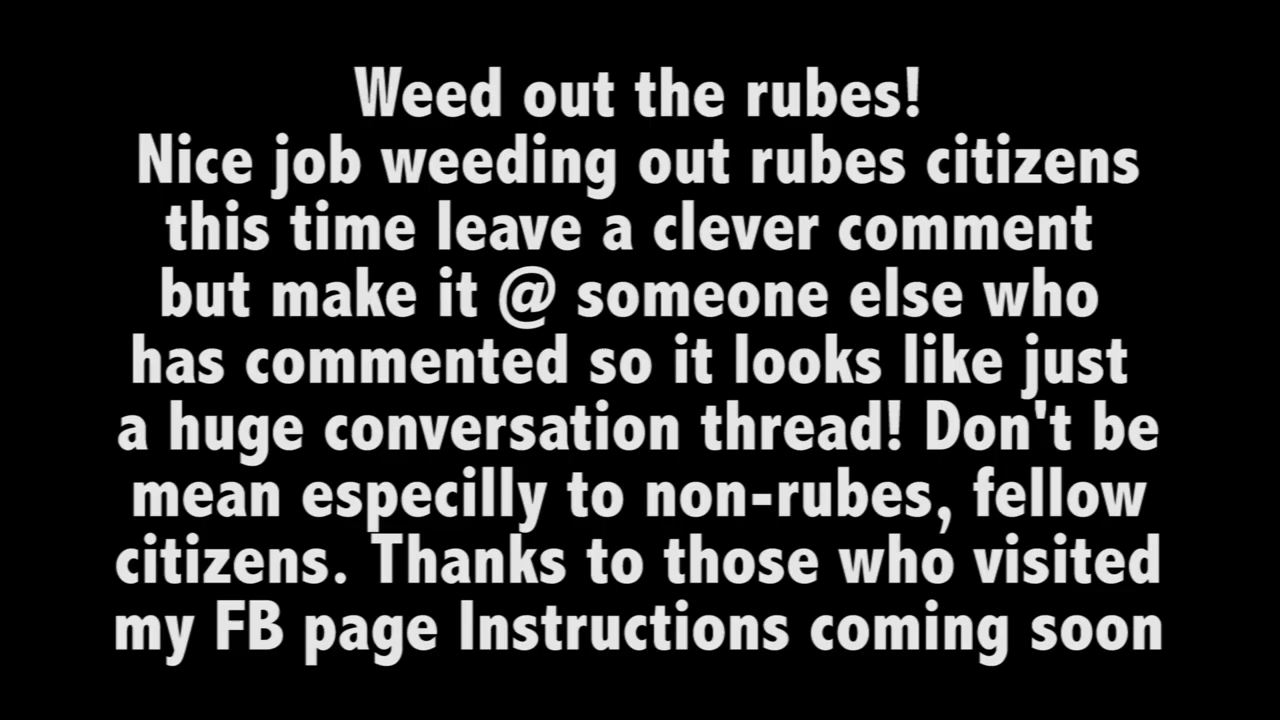 Weed out the rubes!
Nice job weeding out rubes citizens
this time leave a clever comment
but make it @ someone else who
has commented so it looks like just
a huge conversation thread! Don't be
mean especilly to non-rubes, fellow
citizens. Thanks to those who visited
my FB page Instructions coming soon